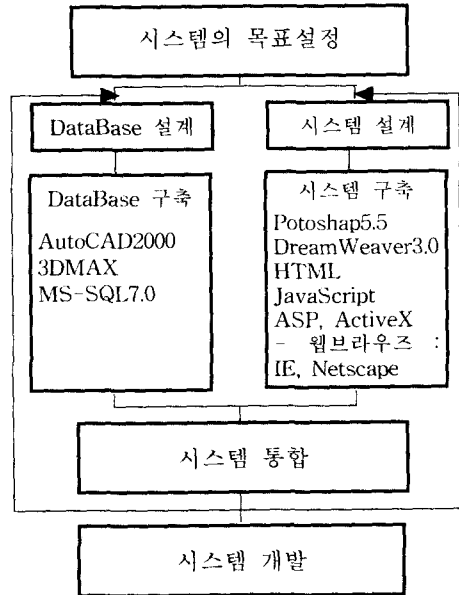 시스템의 목표설정
DataBase 설계
시스템 설계
DataBase 구축
AutoCAD2000
3DMAX
MS-SQL7.0
시스템 구축
Potoshap5.5
DreamWeaver3.0
HTML
JavaScript
ASP, ActiveX
- 웹브라우즈 :
IE, Netscape
시스템 통합
시스템 개발